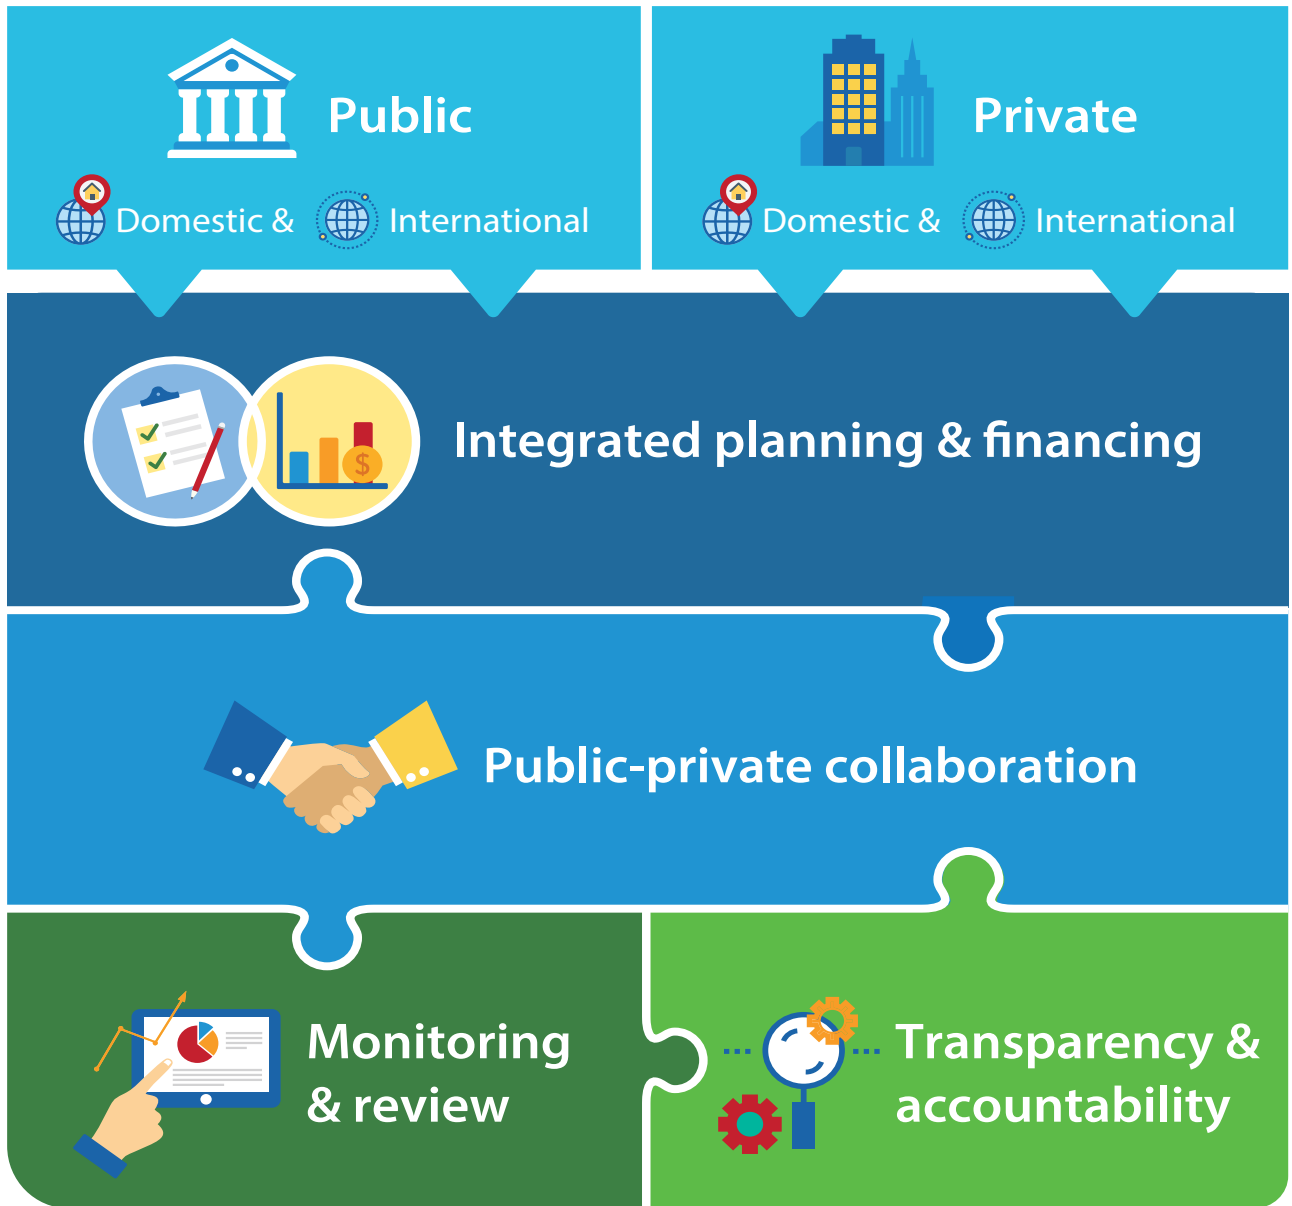 Public
Private
Domestic & International
Domestic & International
$
Integrated planning & financing
Public-private collaboration
Monitoring
& review
Transparency &
accountability